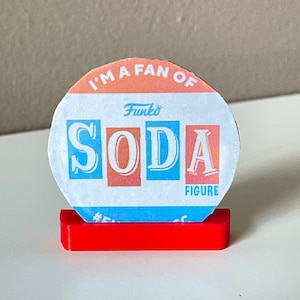 I'M A FAN OF
Funko
SODA
FIGURE